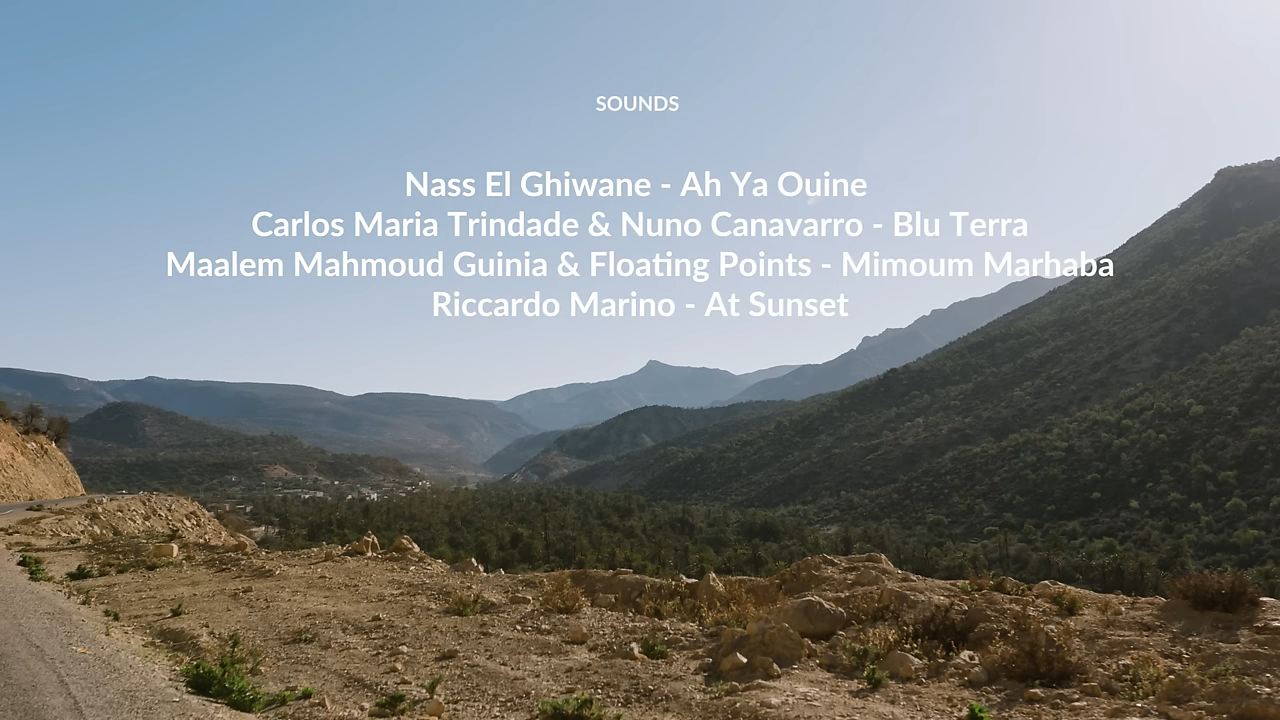 SOUNDS
Nass El Ghiwane - Ah Ya Ouine
Carlos Maria Trindade & Nuno Canavarro - Blu Terra
Maalem Mahmoud Guinia & Floating Points - Mimoum Marhaba
Riccardo Marino - At Sunset